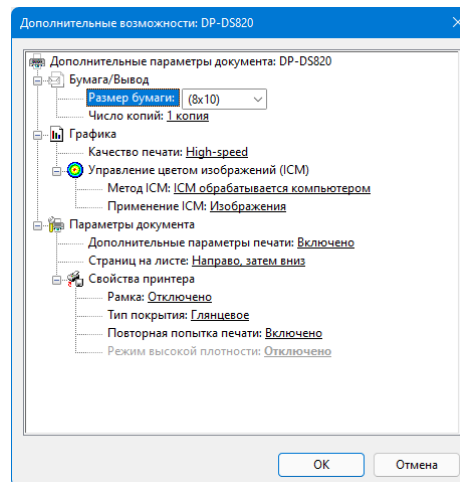 Дополнительные возможности: DP-DS820
Дополнительные параметры документа: DP-DS820
Бумага/Вывод
Размер бумаги: (8x10)
Число копий: 1 копия
Графика
Качество печати: High-speed
Управление цветом изображений (ICM)
Метод ICM: ICM обрабатывается компьютером
Применение ICM: Изображения
Параметры документа
Дополнительные параметры печати: Включено
Страниц на листе: Направо, затем вниз
Свойства принтера
Рамка: Отключено
Тип покрытия: Глянцевое
Повторная попытка печати: Включено
Режим высокой плотности: Отключено
OK Отмена